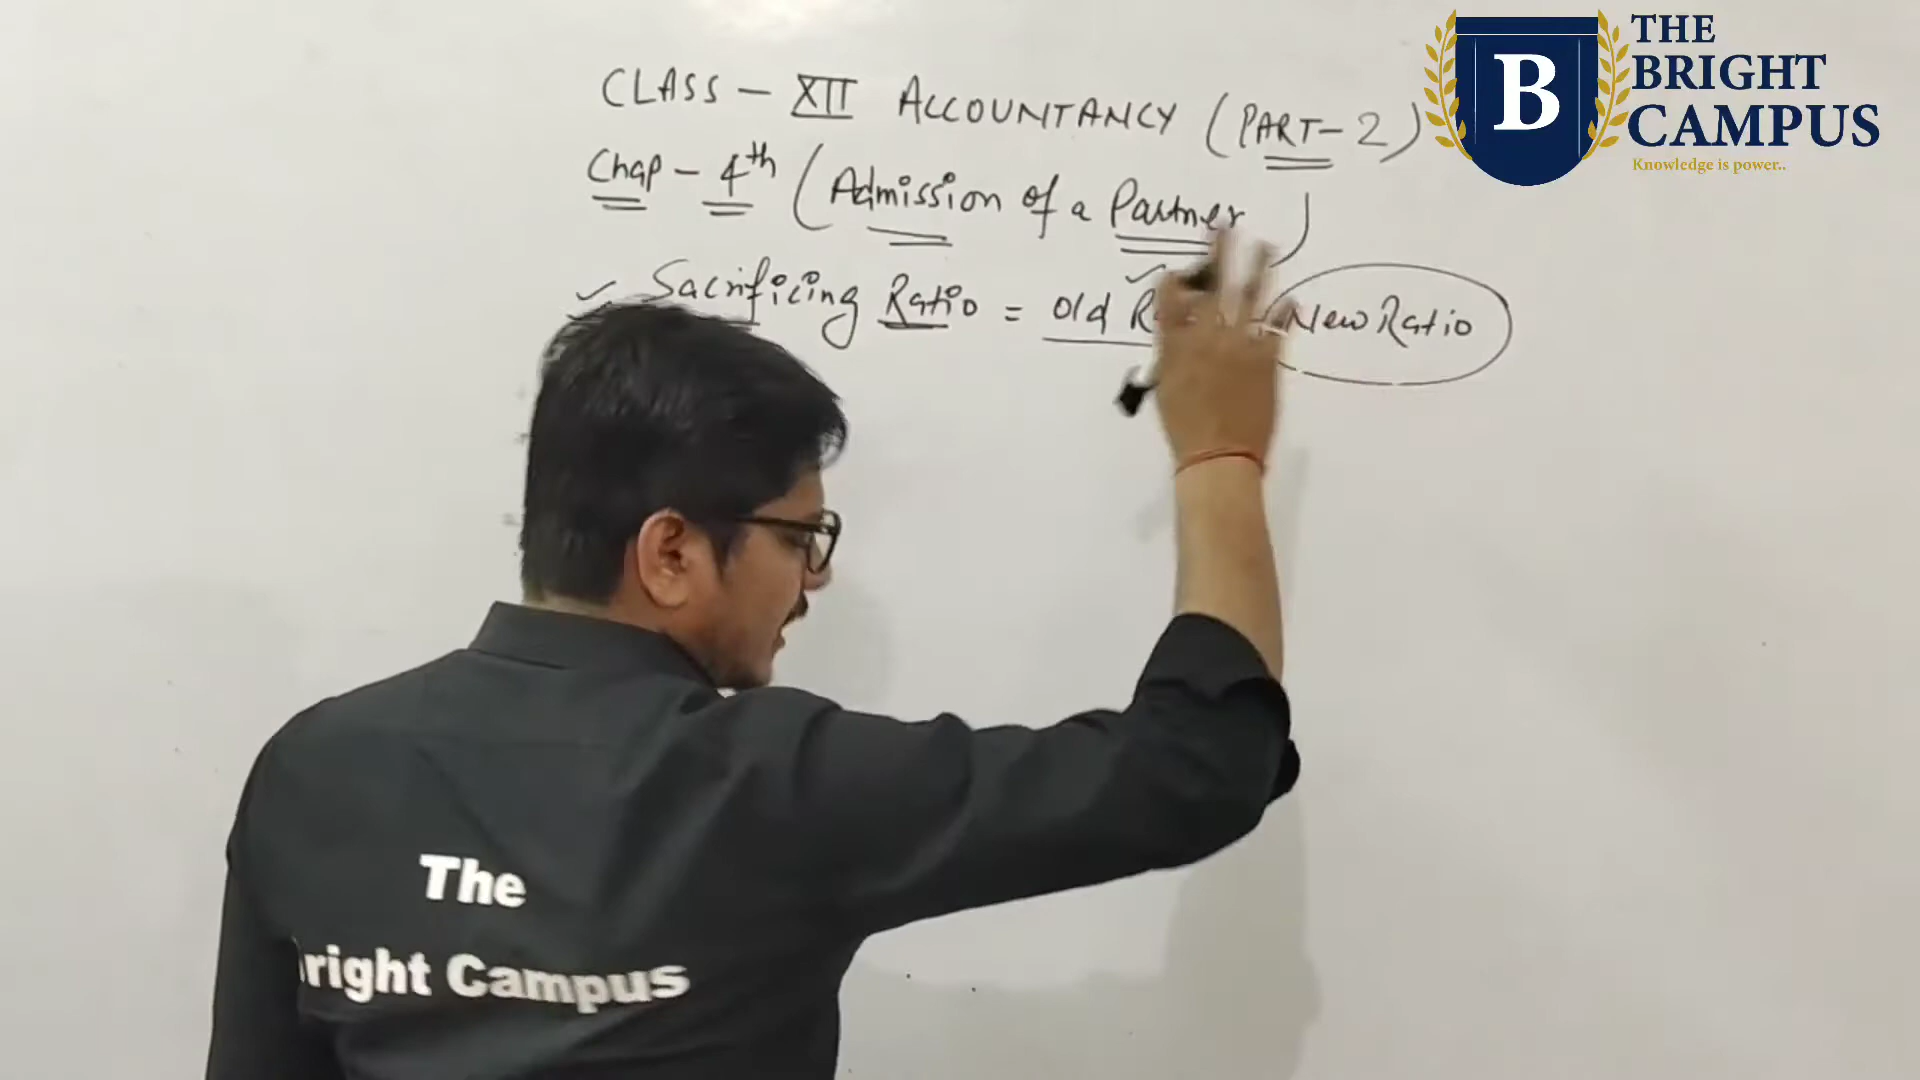 CLASS - XII ACCOUNTANCY (PART-2)
Chap - 4th (Admission of a Partner)
✓ Sacrificing Ratio = Old - New Ratio
B
THE
BRIGHT
CAMPUS
Knowledge is power..
The
right Campus